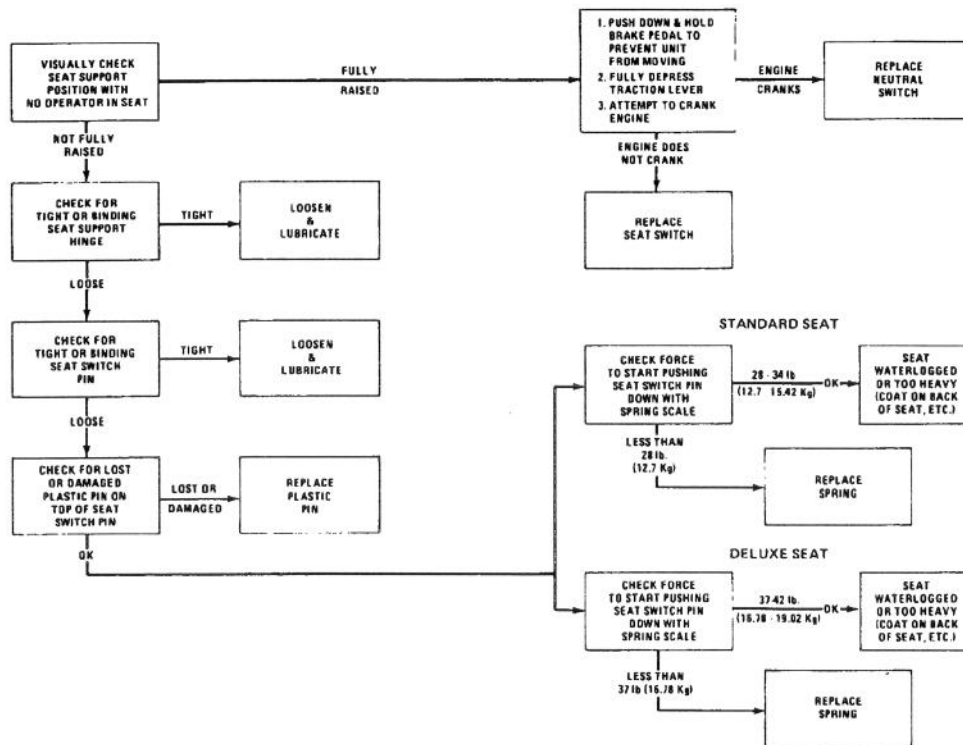 VISUALLY CHECK
SEAT SUPPORT
POSITION WITH
NO OPERATOR IN SEAT
FULLY
RAISED
1. PUSH DOWN & HOLD
BRAKE PEDAL TO
PREVENT UNIT
FROM MOVING
2. FULLY DEPRESS
TRACTION LEVER
3. ATTEMPT TO CRANK
ENGINE
ENGINE
CRANKS
REPLACE
NEUTRAL
SWITCH
NOT FULLY
RAISED
ENGINE DOES
NOT CRANK
REPLACE
SEAT SWITCH
CHECK FOR
TIGHT OR BINDING
SEAT SUPPORT
HINGE
TIGHT
LOOSEN
&
LUBRICATE
LOOSE
CHECK FOR
TIGHT OR BINDING
SEAT SWITCH
PIN
TIGHT
LOOSEN
&
LUBRICATE
LOOSE
CHECK FOR LOST
OR DAMAGED
PLASTIC PIN ON
TOP OF SEAT
SWITCH PIN
LOST OR
DAMAGED
REPLACE
PLASTIC
PIN
OK
STANDARD SEAT
CHECK FORCE
TO START PUSHING
SEAT SWITCH PIN
DOWN WITH
SPRING SCALE
28 - 34 lb
(12.7 15.42 Kg)
OK
SEAT
WATERLOGGED
OR TOO HEAVY
(COAT ON BACK
OF SEAT, ETC.)
LESS THAN
28 lb.
(12.7 Kg)
REPLACE
SPRING
DELUXE SEAT
CHECK FORCE
TO START PUSHING
SEAT SWITCH PIN
DOWN WITH
SPRING SCALE
37-42 lb.
(16.78 - 19.02 Kg)
OK
SEAT
WATERLOGGED
OR TOO HEAVY
(COAT ON BACK
OF SEAT, ETC.)
LESS THAN
37 lb (16.78 Kg)
REPLACE
SPRING